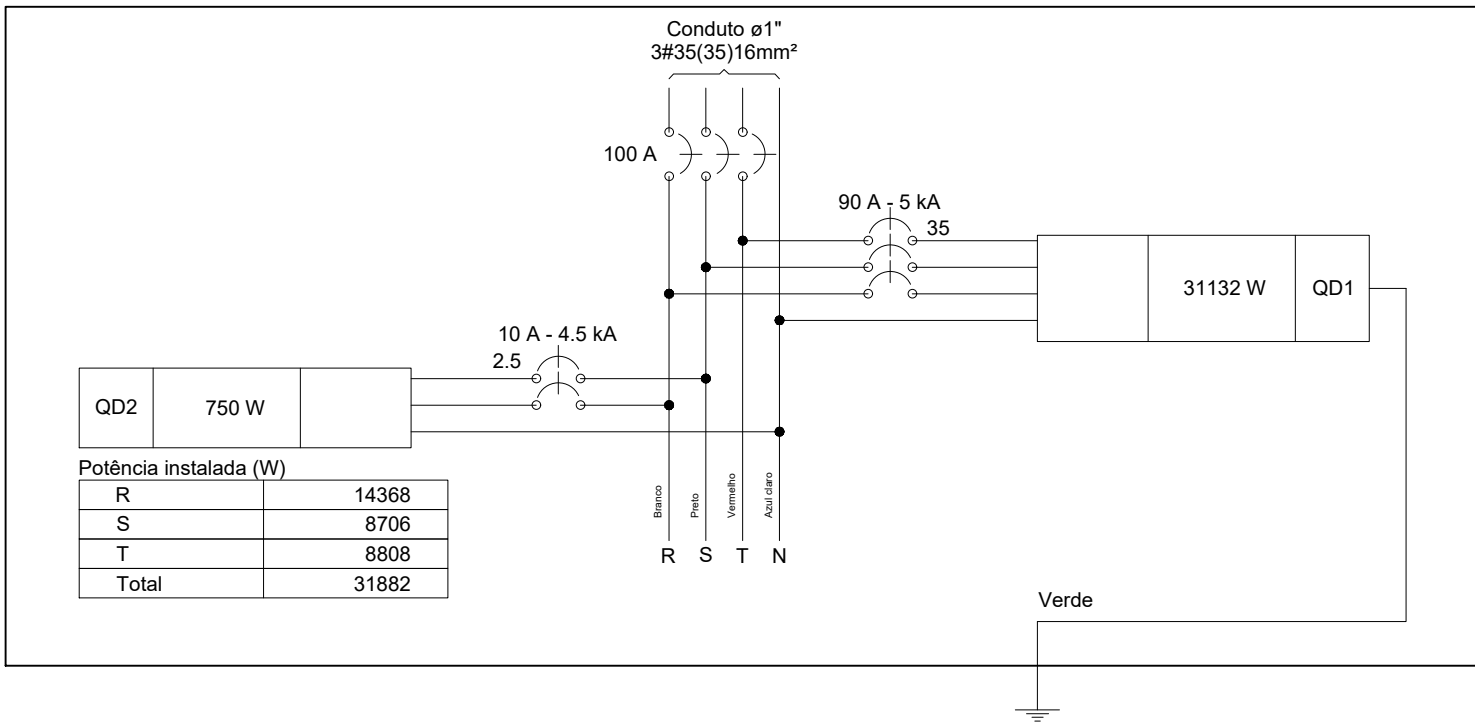 Conduto ø1"
3#35(35)16mm²
100 A
90 A - 5 kA
35
31132 W
QD1
10 A - 4.5 kA
2.5
QD2
750 W
Potência instalada (W)
R 14368
S 8706
T 8808
Total 31882
Branco
Preto
Vermelho
Azul claro
R S T N
Verde